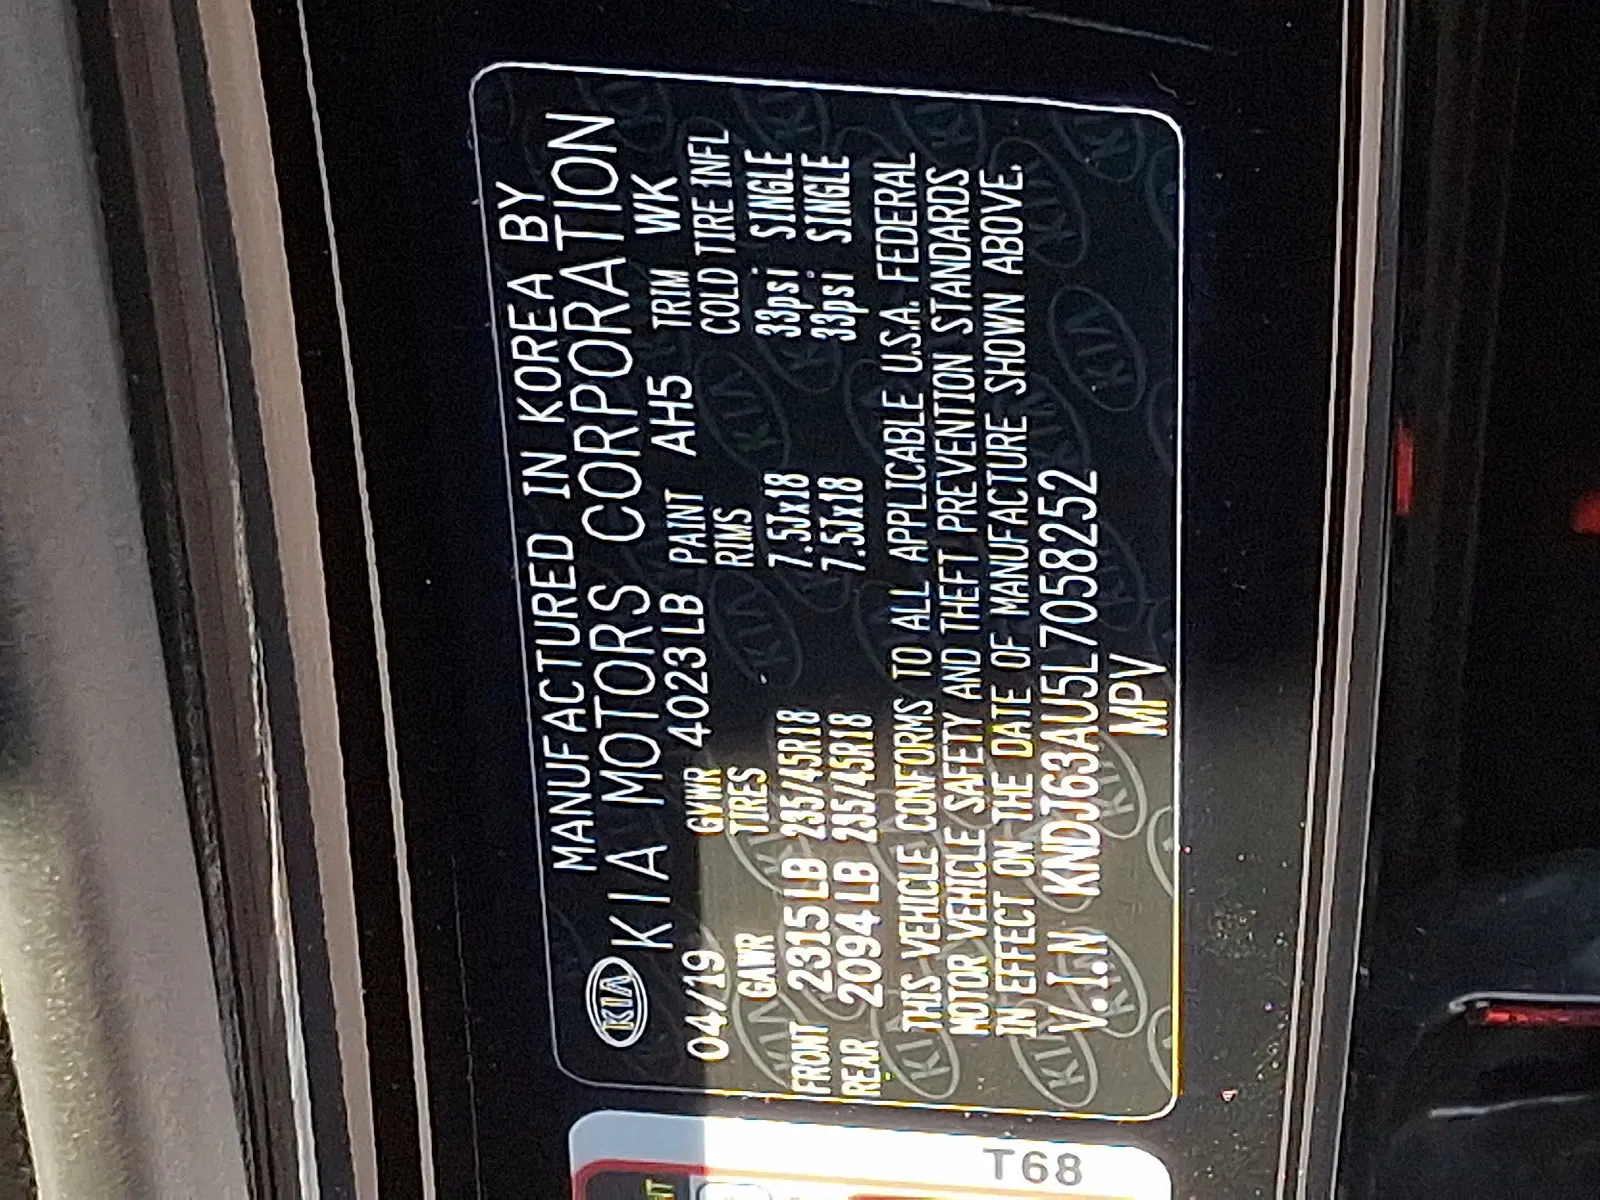 MANUFACTURED IN KOREA BY
KIA KIA MOTORS CORPORATION
04/19 GVWR 4023LB PAINT AH5 TRIM WK
GAWR TIRES RIMS COLD TIRE INFL
FRONT 2315LB 235/45R18 7.5Jx18 33psi SINGLE
REAR 2094LB 235/45R18 7.5Jx18 33psi SINGLE
THIS VEHICLE CONFORMS TO ALL APPLICABLE U.S.A. FEDERAL
MOTOR VEHICLE SAFETY AND THEFT PREVENTION STANDARDS
IN EFFECT ON THE DATE OF MANUFACTURE SHOWN ABOVE.
V.I.N KNDJ63AU5L7058252
MPV
T68